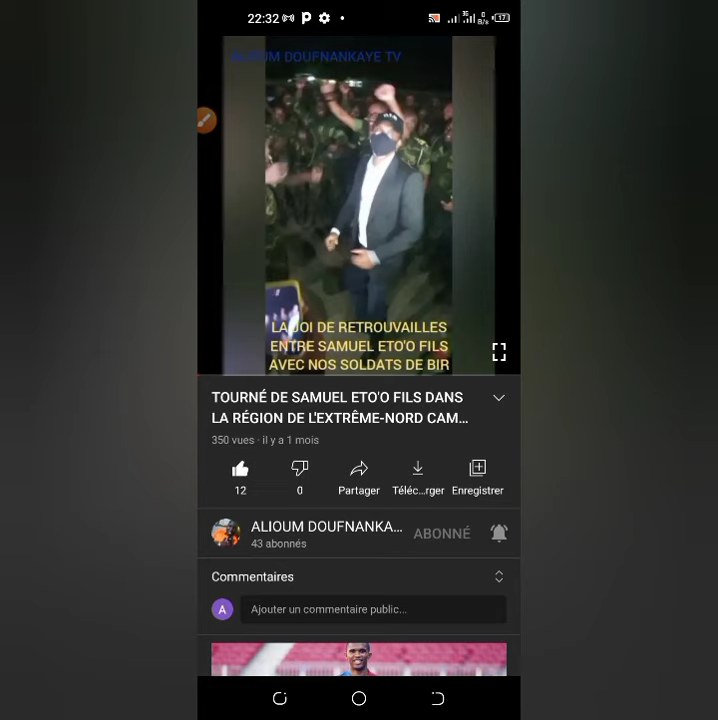 22:32
17
ALIOUM DOUFNANKAYE TV
LA JOI DE RETROUVAILLES
ENTRE SAMUEL ETO'O FILS
AVEC NOS SOLDATS DE BIR
TOURNÉ DE SAMUEL ETO'O FILS DANS
LA RÉGION DE L'EXTRÊME-NORD CAM...
350 vues · il y a 1 mois
12
0
Partager
Téléc...rger
Enregistrer
ALIOUM DOUFNANKA...
ABONNÉ
43 abonnés
Commentaires
A
Ajouter un commentaire public...